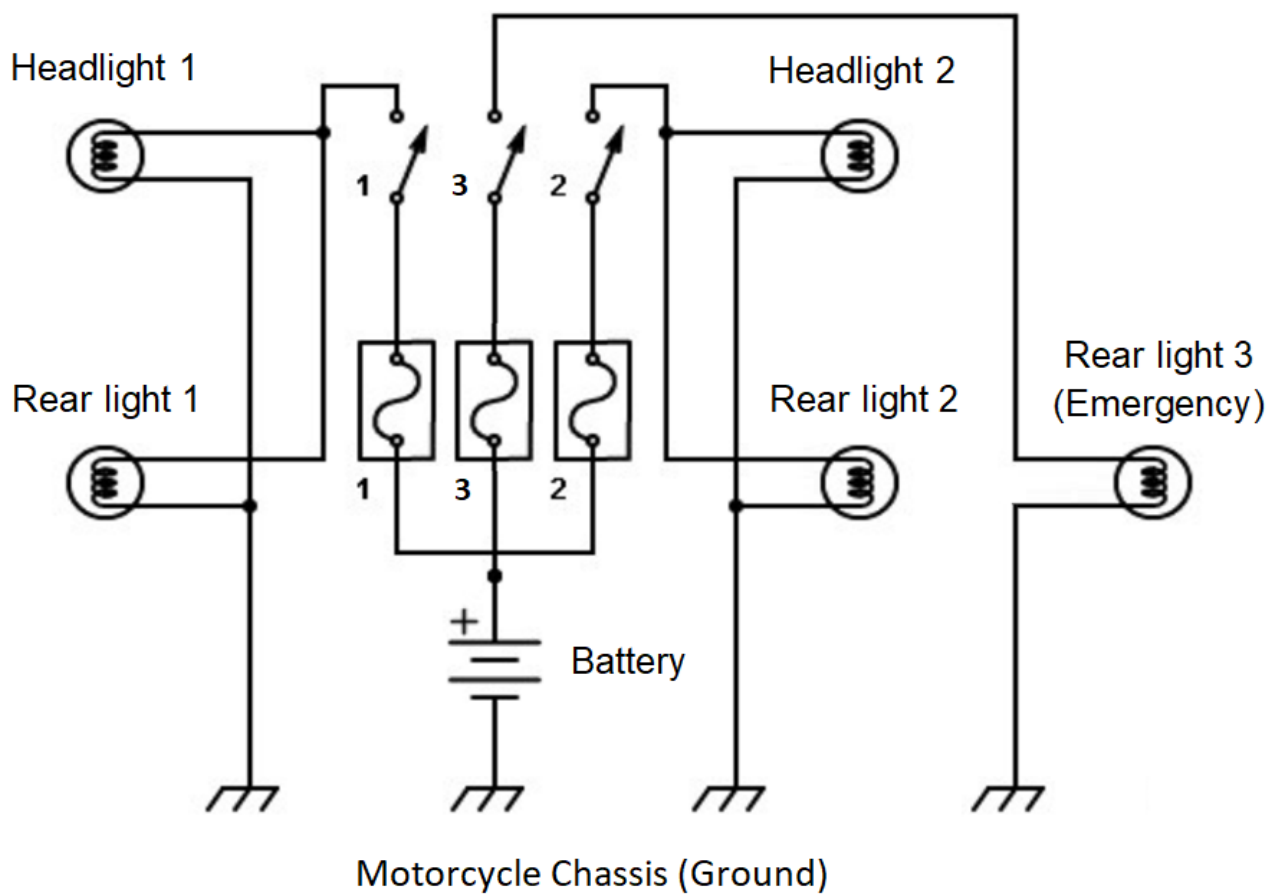 Headlight 1
Headlight 2
1
3
2
Rear light 1
Rear light 2
Rear light 3
(Emergency)
1
3
2
+
Battery
Motorcycle Chassis (Ground)